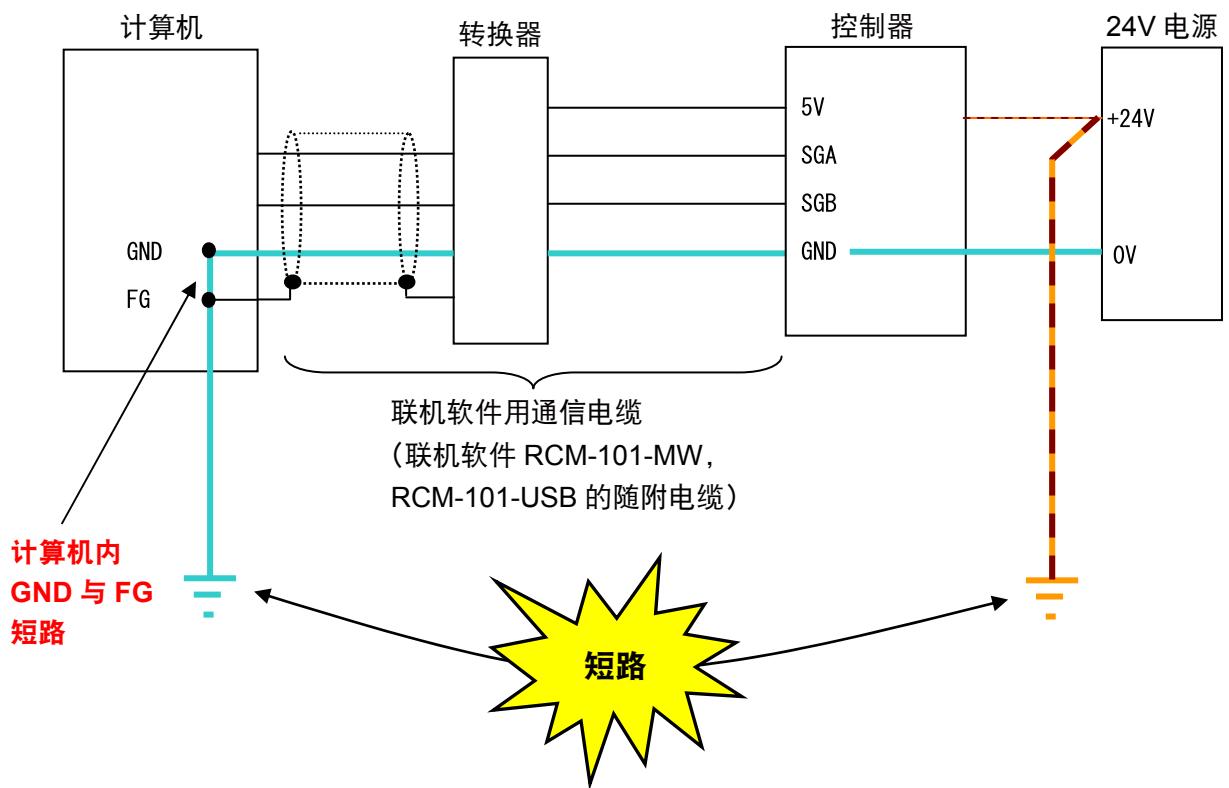 计算机
转换器
控制器
24V 电源
5V
SGA
SGB
GND
+24V
0V
GND
FG
联机软件用通信电缆
（联机软件 RCM-101-MW，
RCM-101-USB 的随附电缆）
计算机内
GND 与 FG
短路
短路